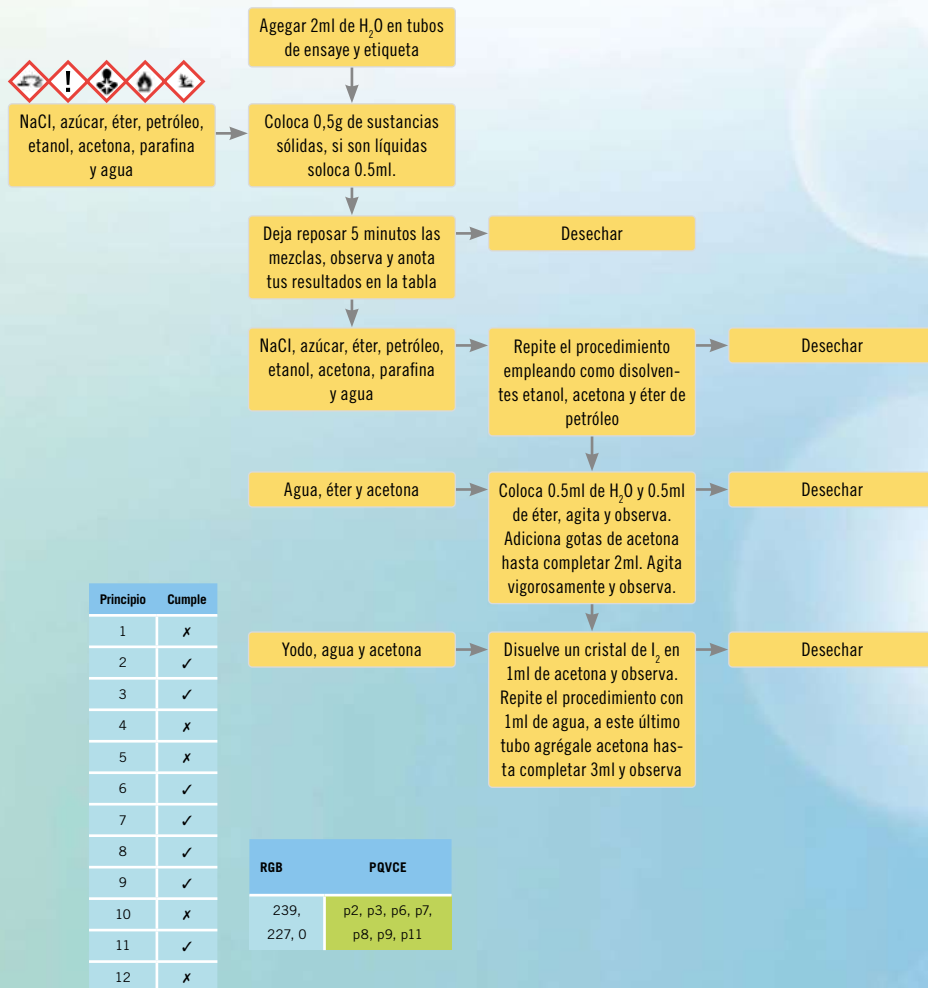 Agegar 2ml de H₂O en tubos
de ensaye y etiqueta
NaCl, azúcar, éter, petróleo,
etanol, acetona, parafina
y agua
Coloca 0,5g de sustancias
sólidas, si son líquidas
soloca 0.5ml.
Deja reposar 5 minutos las
mezclas, observa y anota
tus resultados en la tabla
Desechar
NaCl, azúcar, éter, petróleo,
etanol, acetona, parafina
y agua
Repite el procedimiento
empleando como disolven-
tes etanol, acetona y éter de
petróleo
Desechar
Agua, éter y acetona
Coloca 0.5ml de H₂O y 0.5ml
de éter, agita y observa.
Adiciona gotas de acetona
hasta completar 2ml. Agita
vigorosamente y observa.
Desechar
Yodo, agua y acetona
Disuelve un cristal de I₂ en
1ml de acetona y observa.
Repite el procedimiento con
1ml de agua, a este último
tubo agrégale acetona has-
ta completar 3ml y observa
Desechar
Principio Cumple
1 ✗
2 ✓
3 ✓
4 ✗
5 ✗
6 ✓
7 ✓
8 ✓
9 ✓
10 ✗
11 ✓
12 ✗
RGB PQVCE
239, p2, p3, p6, p7,
227, 0 p8, p9, p11